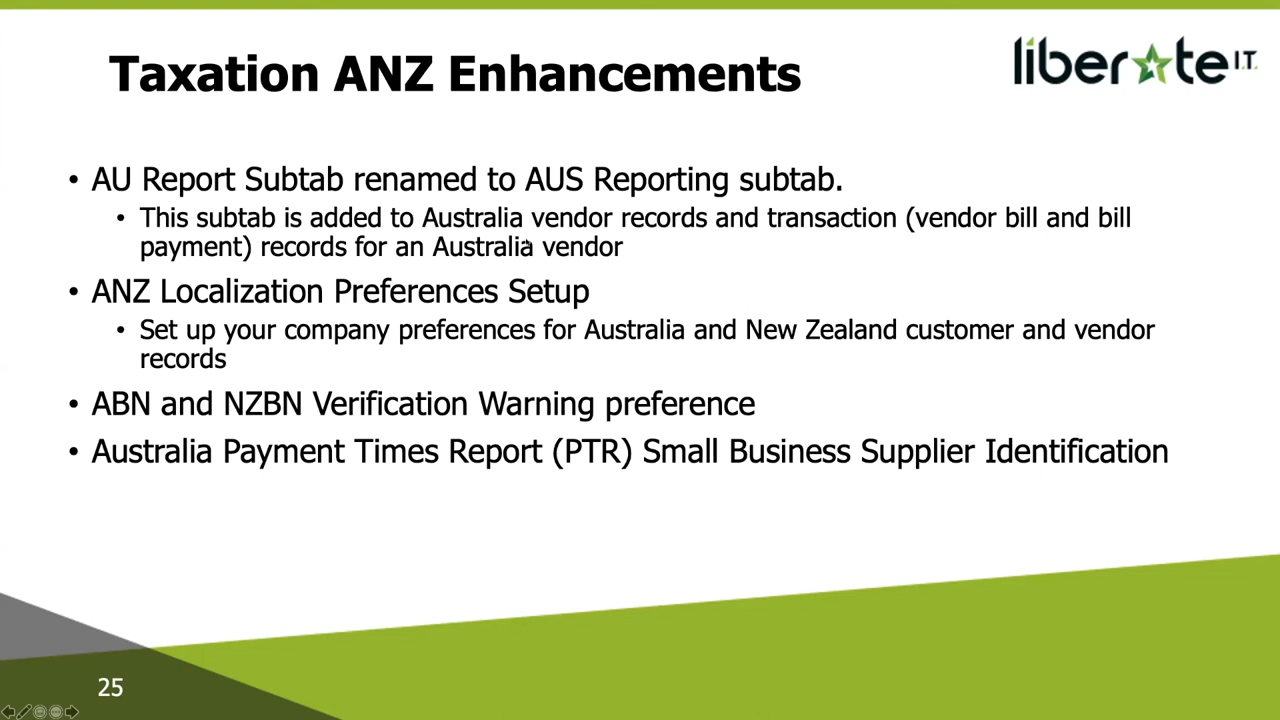 Taxation ANZ Enhancements
liberate I.T.
• AU Report Subtab renamed to AUS Reporting subtab.
• This subtab is added to Australia vendor records and transaction (vendor bill and bill
payment) records for an Australia vendor
• ANZ Localization Preferences Setup
• Set up your company preferences for Australia and New Zealand customer and vendor
records
• ABN and NZBN Verification Warning preference
• Australia Payment Times Report (PTR) Small Business Supplier Identification
25